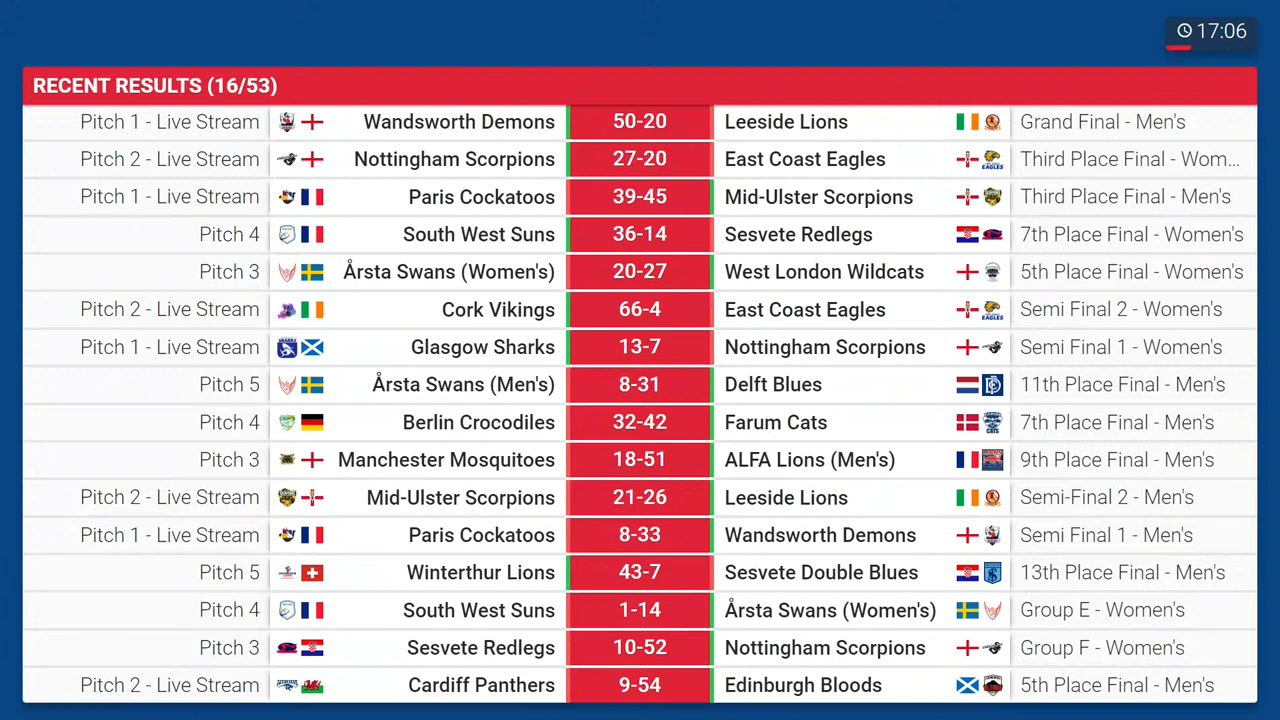 17:06
RECENT RESULTS (16/53)
Pitch 1 - Live Stream Wandsworth Demons 50-20 Leeside Lions Grand Final - Men's
Pitch 2 - Live Stream Nottingham Scorpions 27-20 East Coast Eagles Third Place Final - Wom...
Pitch 1 - Live Stream Paris Cockatoos 39-45 Mid-Ulster Scorpions Third Place Final - Men's
Pitch 4 South West Suns 36-14 Sesvete Redlegs 7th Place Final - Women's
Pitch 3 Årsta Swans (Women's) 20-27 West London Wildcats 5th Place Final - Women's
Pitch 2 - Live Stream Cork Vikings 66-4 East Coast Eagles Semi Final 2 - Women's
Pitch 1 - Live Stream Glasgow Sharks 13-7 Nottingham Scorpions Semi Final 1 - Women's
Pitch 5 Årsta Swans (Men's) 8-31 Delft Blues 11th Place Final - Men's
Pitch 4 Berlin Crocodiles 32-42 Farum Cats 7th Place Final - Men's
Pitch 3 Manchester Mosquitoes 18-51 ALFA Lions (Men's) 9th Place Final - Men's
Pitch 2 - Live Stream Mid-Ulster Scorpions 21-26 Leeside Lions Semi-Final 2 - Men's
Pitch 1 - Live Stream Paris Cockatoos 8-33 Wandsworth Demons Semi Final 1 - Men's
Pitch 5 Winterthur Lions 43-7 Sesvete Double Blues 13th Place Final - Men's
Pitch 4 South West Suns 1-14 Årsta Swans (Women's) Group E - Women's
Pitch 3 Sesvete Redlegs 10-52 Nottingham Scorpions Group F - Women's
Pitch 2 - Live Stream Cardiff Panthers 9-54 Edinburgh Bloods 5th Place Final - Men's